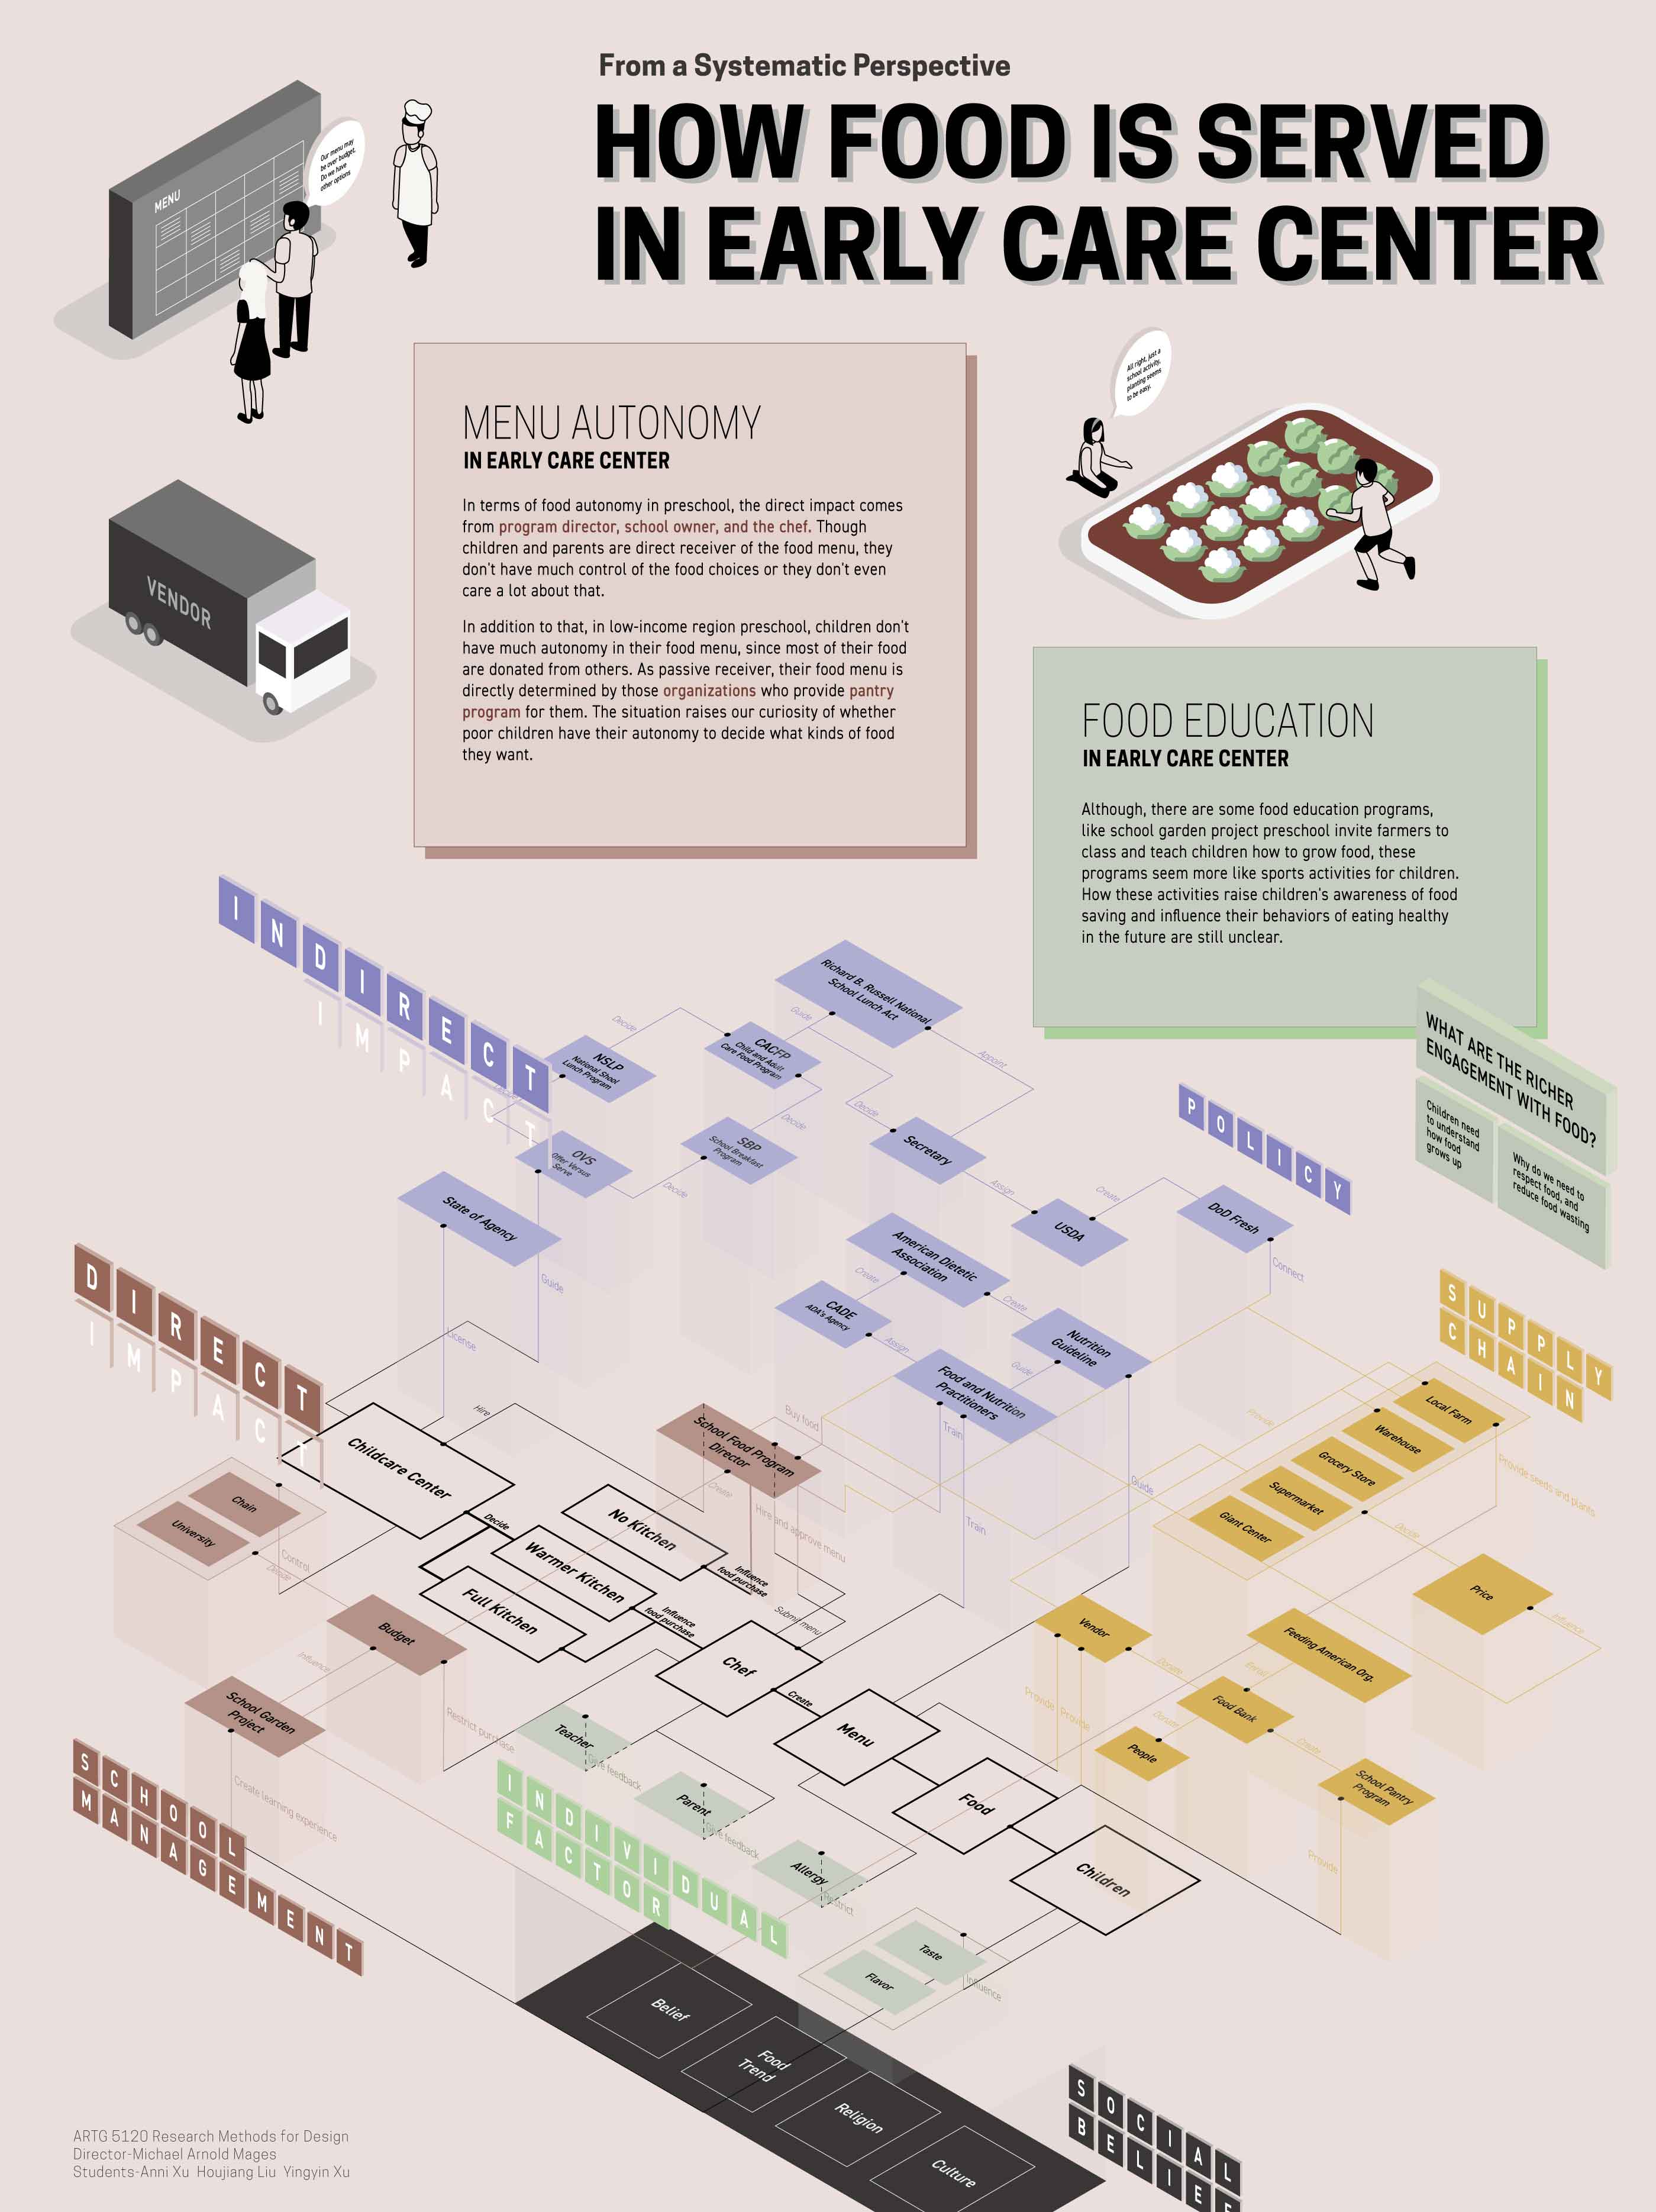 From a Systematic Perspective
HOW FOOD IS SERVED
IN EARLY CARE CENTER
MENU
Our menu may
be over budget.
Do we have
other options
VENDOR
MENU AUTONOMY
IN EARLY CARE CENTER
In terms of food autonomy in preschool, the direct impact comes
from program director, school owner, and the chef. Though
children and parents are direct receiver of the food menu, they
don't have much control of the food choices or they don't even
care a lot about that.
In addition to that, in low-income region preschool, children don't
have much autonomy in their food menu, since most of their food
are donated from others. As passive receiver, their food menu is
directly determined by those organizations who provide pantry
program for them. The situation raises our curiosity of whether
poor children have their autonomy to decide what kinds of food
they want.
All right, just a
school activity,
planting seems
to be easy.
FOOD EDUCATION
IN EARLY CARE CENTER
Although, there are some food education programs,
like school garden project preschool invite farmers to
class and teach children how to grow food, these
programs seem more like sports activities for children.
How these activities raise children's awareness of food
saving and influence their behaviors of eating healthy
in the future are still unclear.
WHAT ARE THE RICHER
ENGAGEMENT WITH FOOD?
Children need
to understand
how food
grows up
Why do we need to
respect food, and
reduce food wasting
INDIRECT
IMPACT
Richard B. Russell National
School Lunch Act
Guide
Decide
Appoint
NSLP
National Shool
Lunch Program
CACFP
Child and Adult
Care Food Program
Decide
Decide
OVS
Offer Versus
Serve
SBP
School Breakfast
Program
Decide
Secretary
Assign
POLICY
State of Agency
Guide
License
USDA
Create
DoD Fresh
Connect
American Dietetic
Association
Create
Create
CADE
ADA's Agency
Assign
Nutrition
Guideline
Guide
Guide
Food and Nutrition
Practitioners
Train
Train
DIRECT
IMPACT
SUPPLY
CHAIN
Local Farm
Warehouse
Grocery Store
Supermarket
Giant Center
Provide
Provide seeds and plants
Decide
Price
Influence
Childcare Center
Hire
Decide
School Food Program
Director
Buy food
Create
Hire and approve menu
Chain
University
Control
Decide
No Kitchen
Warmer Kitchen
Full Kitchen
Influence
food purchase
Influence
food purchase
Submit menu
Budget
Influence
Restrict purchase
Chef
Create
Menu
Food
Children
School Garden
Project
Create learning experience
Vendor
Provide
Provide
Donate
Feeding American Org.
Enroll
Food Bank
Donate
Create
People
School Pantry
Program
Provide
Teacher
Give feedback
Parent
Give feedback
Allergy
Restrict
Taste
Flavor
Influence
SCHOOL
MANAGEMENT
INDIVIDUAL
FACTOR
Belief
Food
Trend
Religion
Culture
SOCIAL
BELIEF
ARTG 5120 Research Methods for Design
Director-Michael Arnold Mages
Students-Anni Xu Houjiang Liu Yingyin Xu